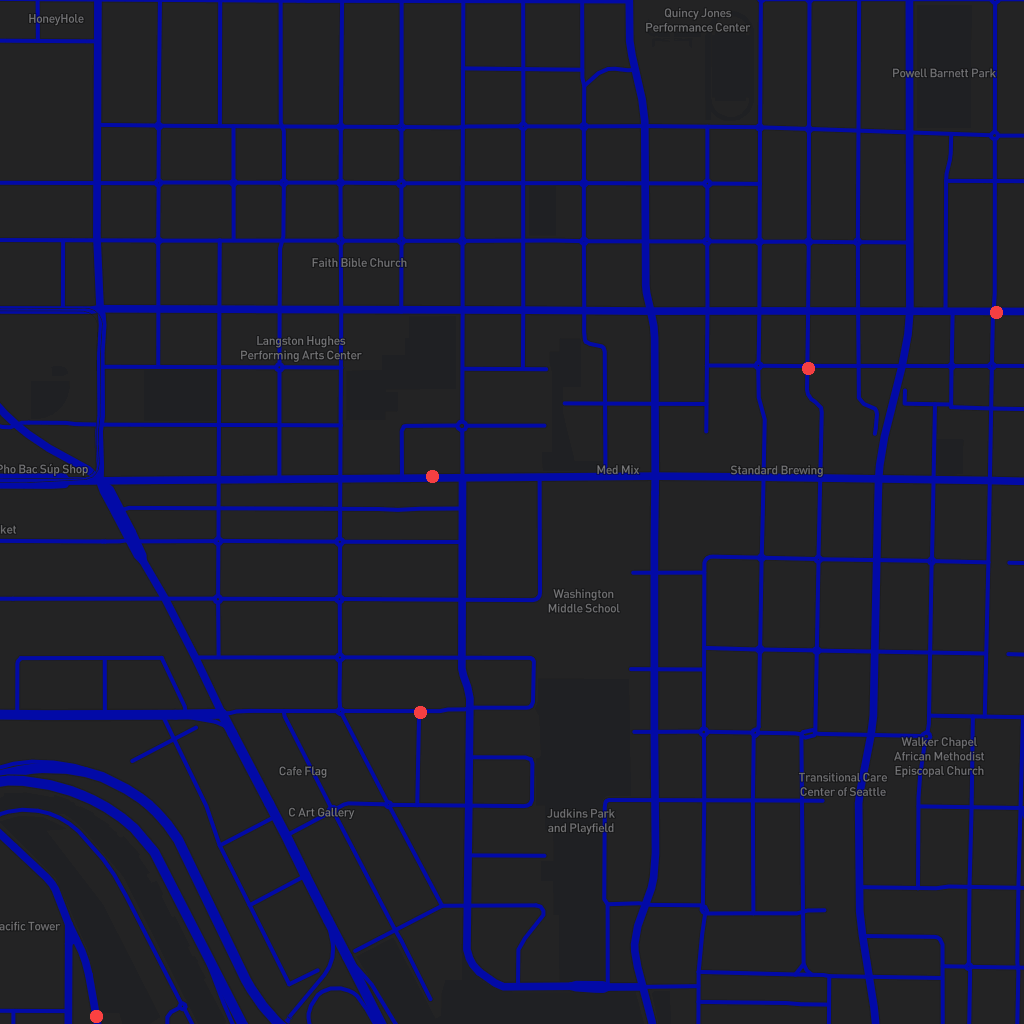 HoneyHole
Quincy Jones
Performance Center
Powell Barnett Park
Faith Bible Church
Langston Hughes
Performing Arts Center
Pho Bac Súp Shop
Med Mix
Standard Brewing
ket
Washington
Middle School
Walker Chapel
African Methodist
Episcopal Church
Cafe Flag
Transitional Care
Center of Seattle
C Art Gallery
Judkins Park
and Playfield
acific Tower